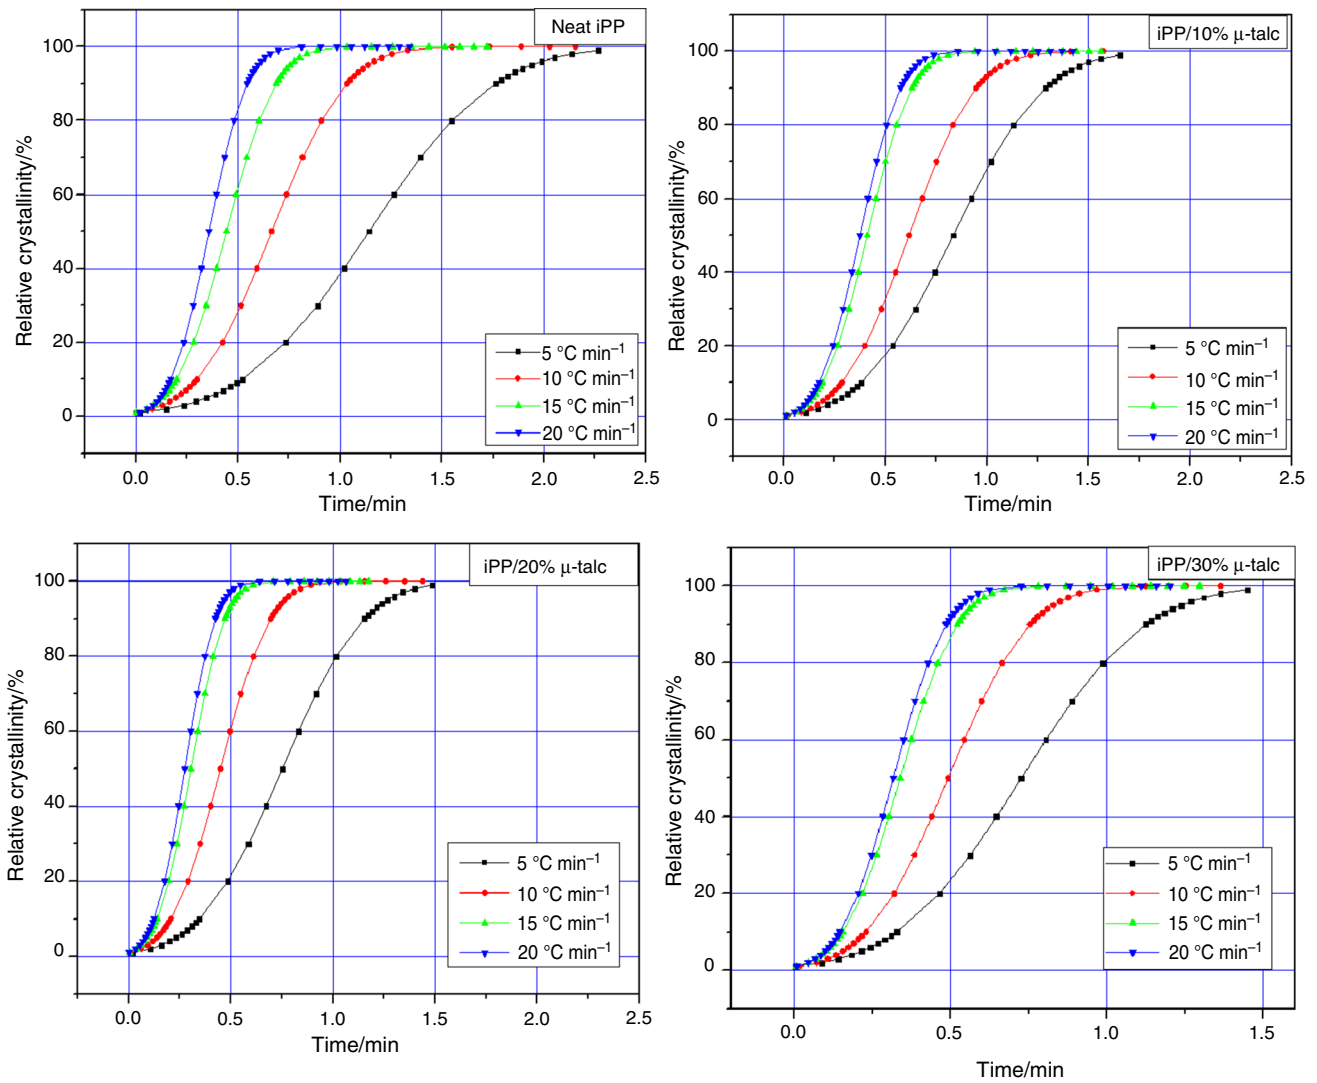 Neat iPP
Relative crystallinity/%
100
80
60
40
20
0
5 °C min⁻¹
10 °C min⁻¹
15 °C min⁻¹
20 °C min⁻¹
0.0 0.5 1.0 1.5 2.0 2.5
Time/min
iPP/10% μ-talc
Relative crystallinity/%
100
80
60
40
20
0
5 °C min⁻¹
10 °C min⁻¹
15 °C min⁻¹
20 °C min⁻¹
0.0 0.5 1.0 1.5 2.0 2.5
Time/min
iPP/20% μ-talc
Relative crystallinity/%
100
80
60
40
20
0
5 °C min⁻¹
10 °C min⁻¹
15 °C min⁻¹
20 °C min⁻¹
0.0 0.5 1.0 1.5 2.0 2.5
Time/min
iPP/30% μ-talc
Relative crystallinity/%
100
80
60
40
20
0
5 °C min⁻¹
10 °C min⁻¹
15 °C min⁻¹
20 °C min⁻¹
0.0 0.5 1.0 1.5
Time/min